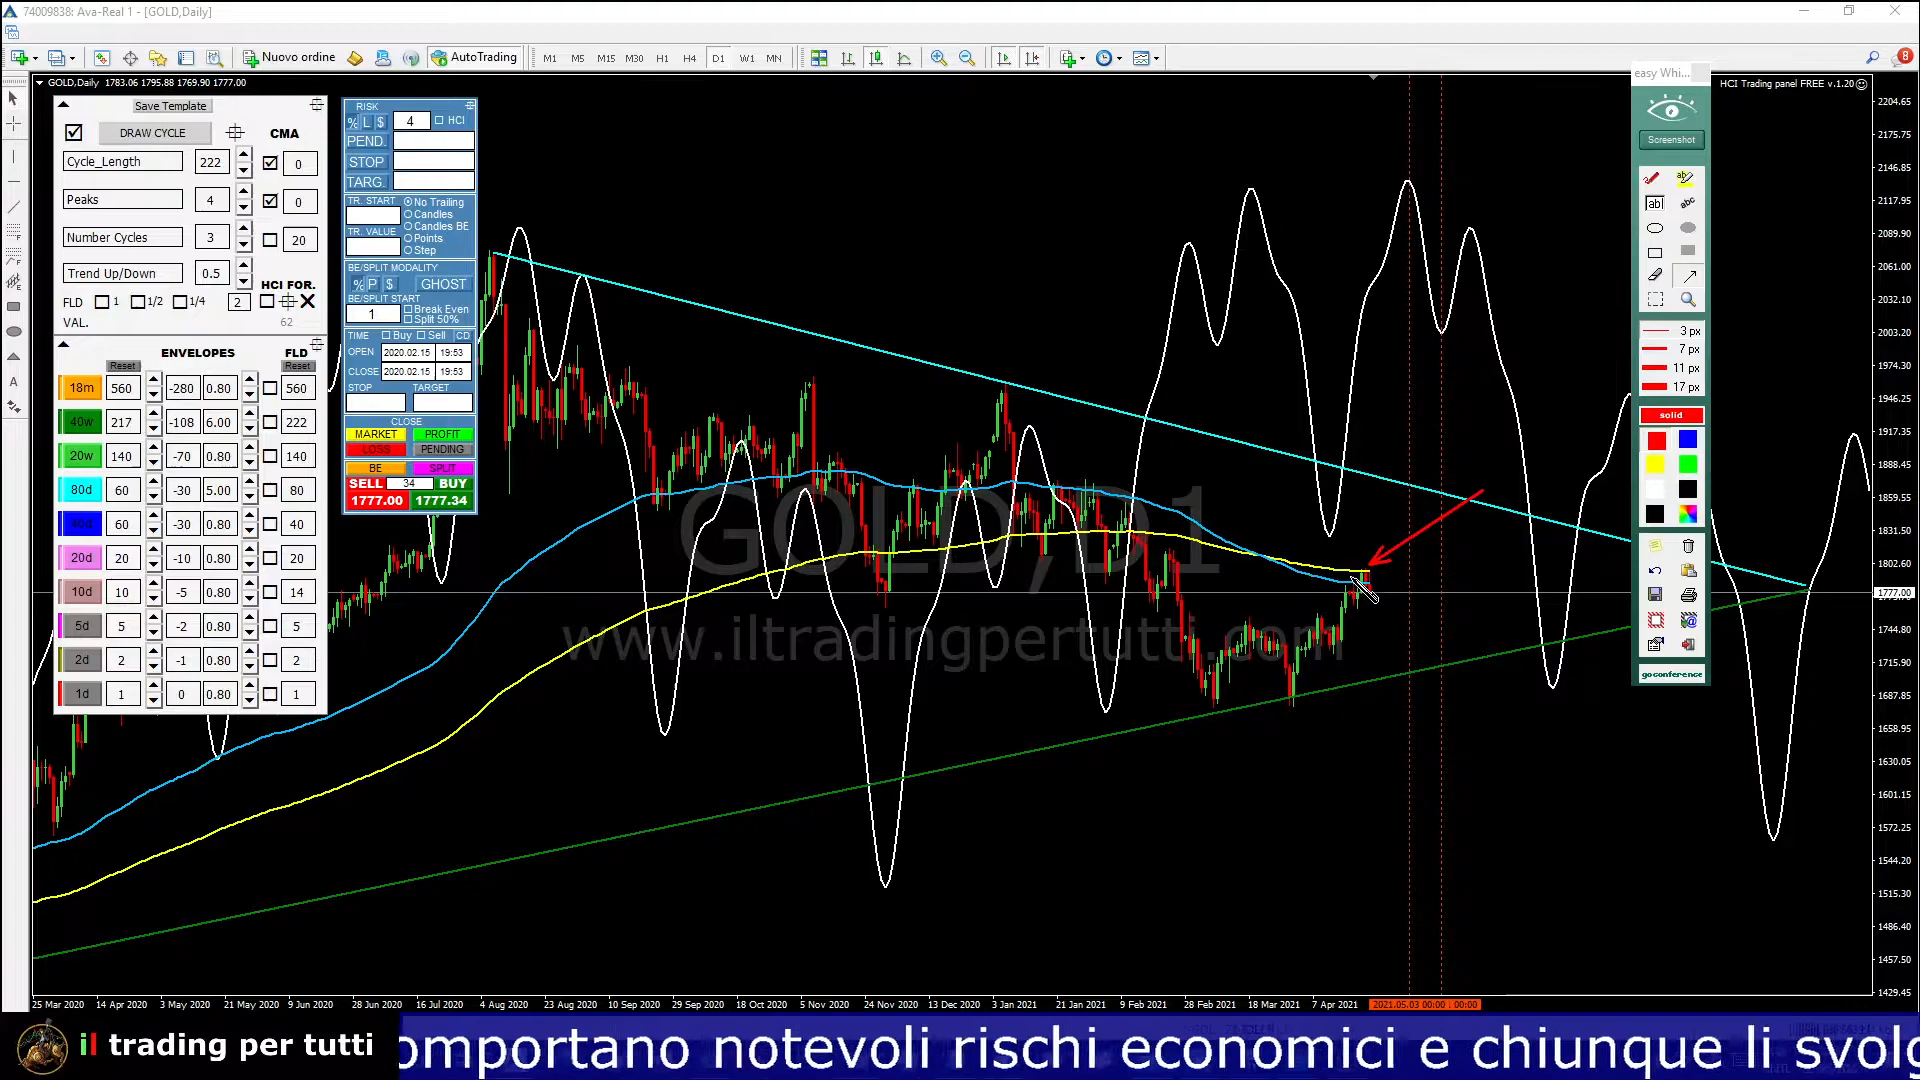 74009838: Ava-Real 1 - [GOLD,Daily]
Nuovo ordine
AutoTrading
M1 M5 M15 M30 H1 H4 D1 W1 MN
8
GOLD,Daily 1783.06 1795.88 1769.90 1777.00
HCI Trading panel FREE v.1.20
Save Template
DRAW CYCLE CMA
Cycle_Length 222 0
Peaks 4 0
Number Cycles 3 20
Trend Up/Down 0.5
HCI FOR.
FLD 1 1/2 1/4 2
VAL. 62
ENVELOPES FLD
Reset Reset
18m 560 -280 0.80 560
40w 217 -108 6.00 222
20w 140 -70 0.80 140
80d 60 -30 5.00 80
40d 60 -30 0.80 40
20d 20 -10 0.80 20
10d 10 -5 0.80 14
5d 5 -2 0.80 5
2d 2 -1 0.80 2
1d 1 0 0.80 1
RISK
% L $ 4 HCI
PEND.
STOP
TARG.
TR. START No Trailing
Candles
Candles BE
TR. VALUE Points
Step
BE/SPLIT MODALITY
% P $ GHOST
BE/SPLIT START
1 Break Even
Split 50%
TIME Buy Sell CD
OPEN 2020.02.15 19:53
CLOSE 2020.02.15 19:53
STOP TARGET
CLOSE
MARKET PROFIT
LOSS PENDING
BE SPLIT
SELL 34 BUY
1777.00 1777.34
GOLD,D1
www.iltradingpertutti.com
easy Whi...
Screenshot
ab
abc
3 px
7 px
11 px
17 px
solid
goconference
2204.65
2175.75
2146.85
2117.95
2089.90
2061.00
2032.10
2003.20
1974.30
1946.25
1917.35
1888.45
1859.55
1831.50
1802.60
1777.00
1744.80
1715.90
1687.85
1658.95
1630.05
1601.15
1572.25
1544.20
1515.30
1486.40
1457.50
1429.45
25 Mar 2020 14 Apr 2020 3 May 2020 21 May 2020 9 Jun 2020 28 Jun 2020 16 Jul 2020 4 Aug 2020 23 Aug 2020 10 Sep 2020 29 Sep 2020 18 Oct 2020 5 Nov 2020 24 Nov 2020 13 Dec 2020 3 Jan 2021 21 Jan 2021 9 Feb 2021 28 Feb 2021 18 Mar 2021 7 Apr 2021 2021.05.03 00:00 00:00
il trading per tutti
omportano notevoli rischi economici e chiunque li svolg